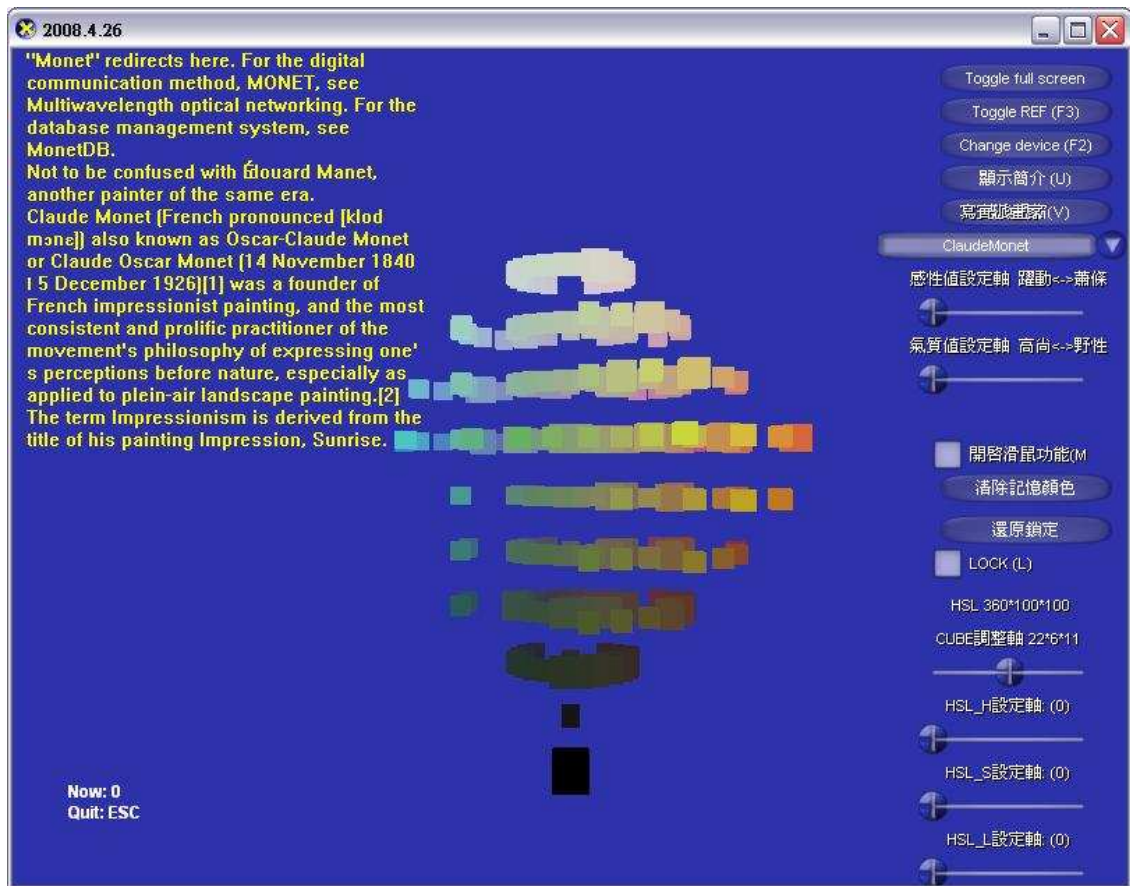 2008.4.26
"Monet" redirects here. For the digital
communication method, MONET, see
Multiwavelength optical networking. For the
database management system, see
MonetDB.
Not to be confused with Édouard Manet,
another painter of the same era.
Claude Monet (French pronounced [klod
mɔnɛ]) also known as Oscar-Claude Monet
or Claude Oscar Monet (14 November 1840
l 5 December 1926)[1] was a founder of
French impressionist painting, and the most
consistent and prolific practitioner of the
movement's philosophy of expressing one'
s perceptions before nature, especially as
applied to plein-air landscape painting.[2]
The term Impressionism is derived from the
title of his painting Impression, Sunrise.
Now: 0
Quit: ESC
Toggle full screen
Toggle REF (F3)
Change device (F2)
顯示簡介 (U)
(V)
ClaudeMonet
感性值設定軸 躍動<->蕭條
氣質值設定軸 高尚<->野性
開啓滑鼠功能(M
清除記憶顏色
還原鎖定
LOCK (L)
HSL 360*100*100
CUBE調整軸 22*6*11
HSL_H設定軸: (0)
HSL_S設定軸: (0)
HSL_L設定軸: (0)